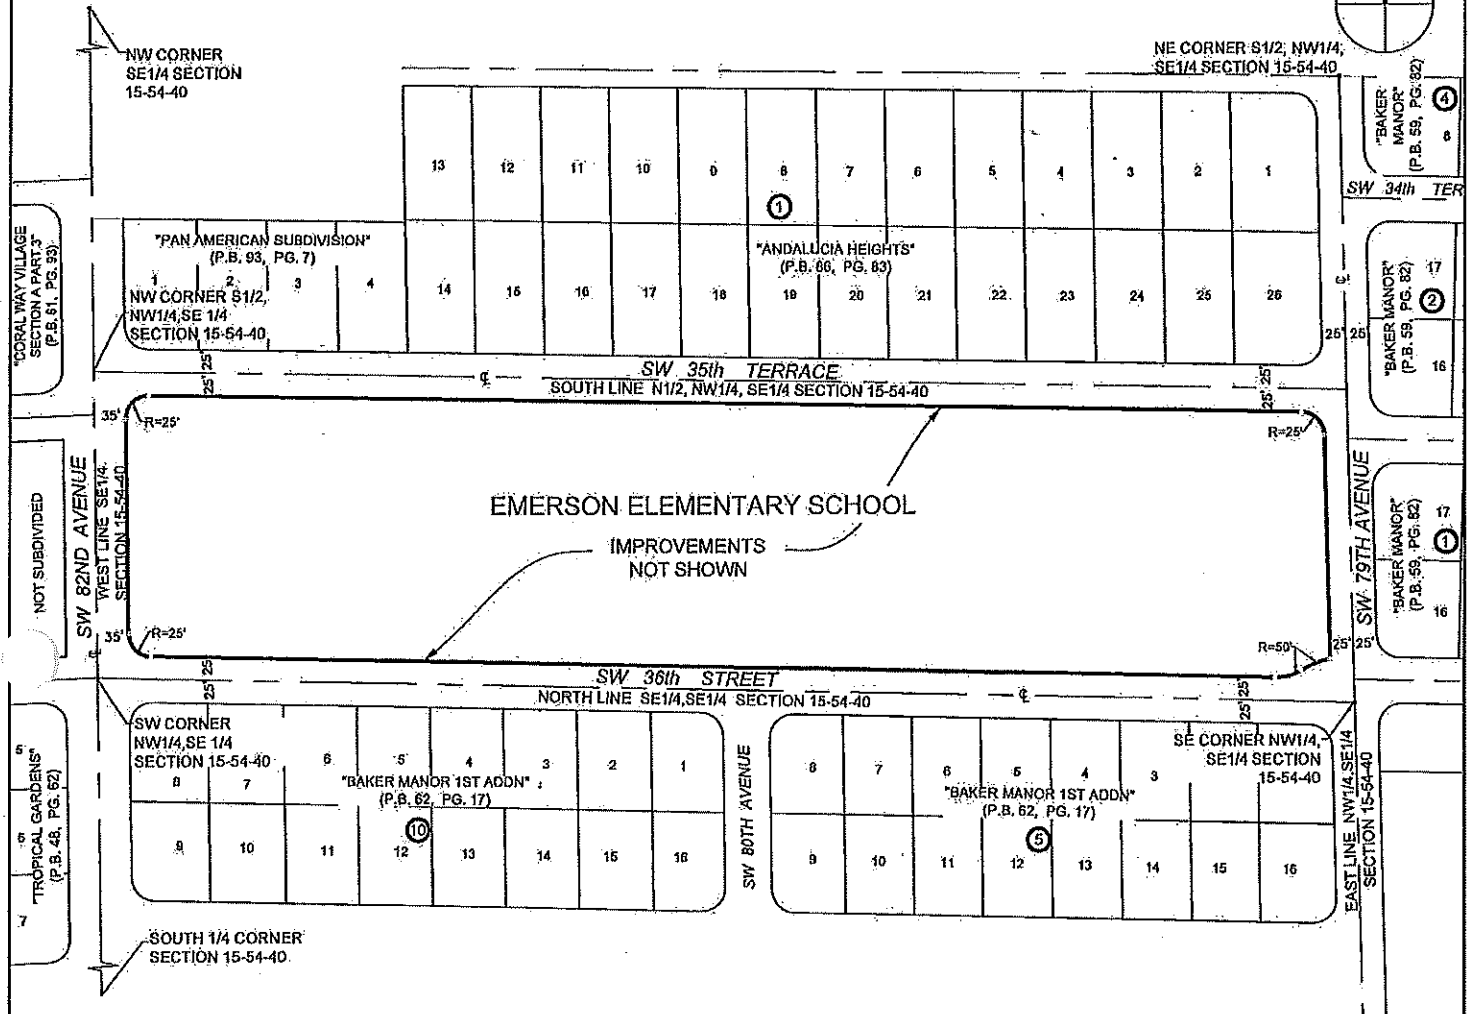 NW CORNER
SE1/4 SECTION
15-54-40
NE CORNER S1/2, NW1/4,
SE1/4 SECTION 15-54-40
"BAKER
MANOR"
(P.B. 59, PG. 82)
4
8
SW 34th TER
13 12 11 10 9 8 7 6 5 4 3 2 1
1
"ANDALUCIA HEIGHTS"
(P.B. 66, PG. 83)
14 15 16 17 18 19 20 21 22 23 24 25 26
"PAN AMERICAN SUBDIVISION"
(P.B. 93, PG. 7)
1 2 3 4
NW CORNER S1/2,
NW1/4,SE 1/4
SECTION 15-54-40
"CORAL WAY VILLAGE
SECTION A PART 3"
(P.B. 61, PG. 93)
"BAKER MANOR"
(P.B. 59, PG. 82)
17
2
16
25' 25'
25' 25'
SW 35th TERRACE
SOUTH LINE N1/2, NW1/4, SE1/4 SECTION 15-54-40
25' 25'
35'
R=25'
R=25'
NOT SUBDIVIDED
SW 82ND AVENUE
WEST LINE SE1/4.
SECTION 15-54-40
EMERSON ELEMENTARY SCHOOL
IMPROVEMENTS
NOT SHOWN
SW 79TH AVENUE
"BAKER MANOR"
(P.B. 59, PG. 82)
17
1
16
35'
R=25'
R=50'
25' 25'
25' 25'
SW 36th STREET
NORTH LINE SE1/4,SE1/4 SECTION 15-54-40
25' 25'
SW CORNER
NW1/4,SE 1/4
SECTION 15-54-40
8 7 6 5 4 3 2 1
"BAKER MANOR 1ST ADDN"
(P.B. 62, PG. 17)
10
9 10 11 12 13 14 15 16
SW 80TH AVENUE
8 7 6 5 4 3
"BAKER MANOR 1ST ADDN"
(P.B. 62, PG. 17)
5
9 10 11 12 13 14 15 16
SE CORNER NW1/4,
SE1/4 SECTION
15-54-40
EAST LINE NW1/4,SE1/4
SECTION 15-54-40
5
6
7
"TROPICAL GARDENS"
(P.B. 48, PG. 62)
SOUTH 1/4 CORNER
SECTION 15-54-40